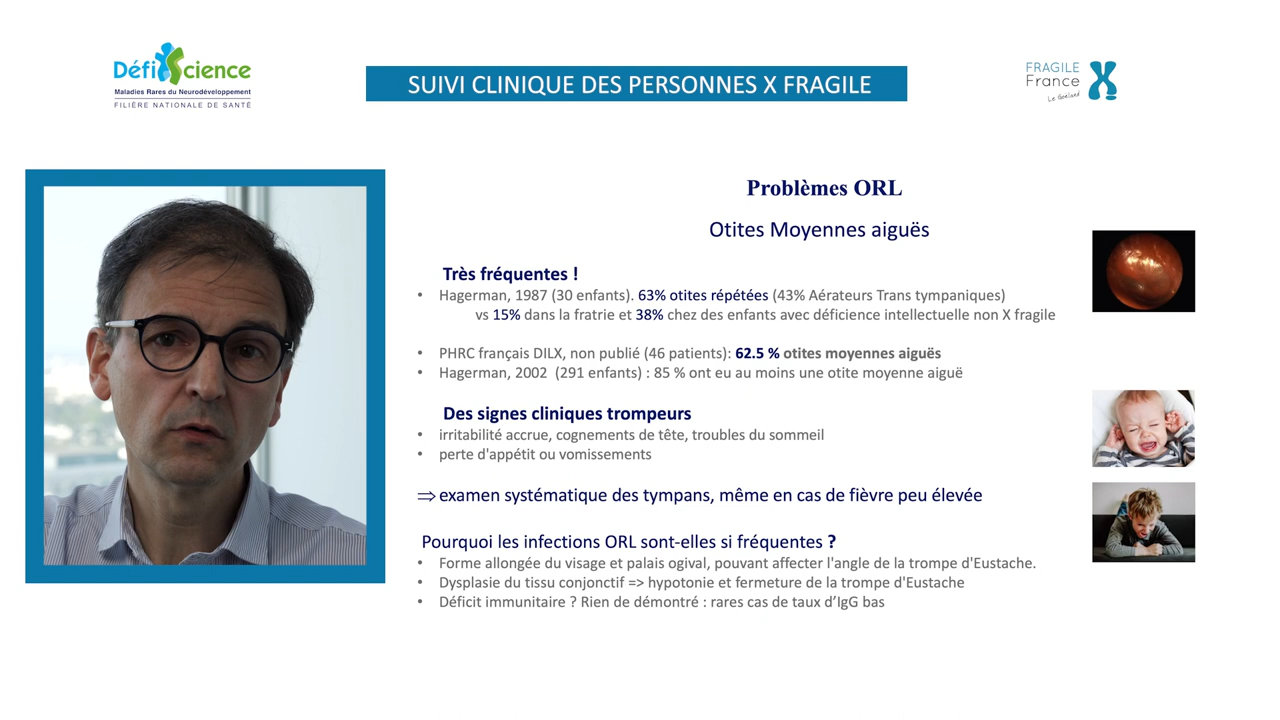 DéfiScience
Maladies Rares du Neurodéveloppement
FILIÈRE NATIONALE DE SANTÉ
SUIVI CLINIQUE DES PERSONNES X FRAGILE
FRAGILE
France
Le Goéland
Problèmes ORL
Otites Moyennes aiguës
Très fréquentes !
• Hagerman, 1987 (30 enfants). 63% otites répétées (43% Aérateurs Trans tympaniques)
vs 15% dans la fratrie et 38% chez des enfants avec déficience intellectuelle non X fragile
• PHRC français DILX, non publié (46 patients): 62.5 % otites moyennes aiguës
• Hagerman, 2002 (291 enfants) : 85 % ont eu au moins une otite moyenne aiguë
Des signes cliniques trompeurs
• irritabilité accrue, cognements de tête, troubles du sommeil
• perte d'appétit ou vomissements
⇒ examen systématique des tympans, même en cas de fièvre peu élevée
Pourquoi les infections ORL sont-elles si fréquentes ?
• Forme allongée du visage et palais ogival, pouvant affecter l'angle de la trompe d'Eustache.
• Dysplasie du tissu conjonctif => hypotonie et fermeture de la trompe d'Eustache
• Déficit immunitaire ? Rien de démontré : rares cas de taux d’IgG bas